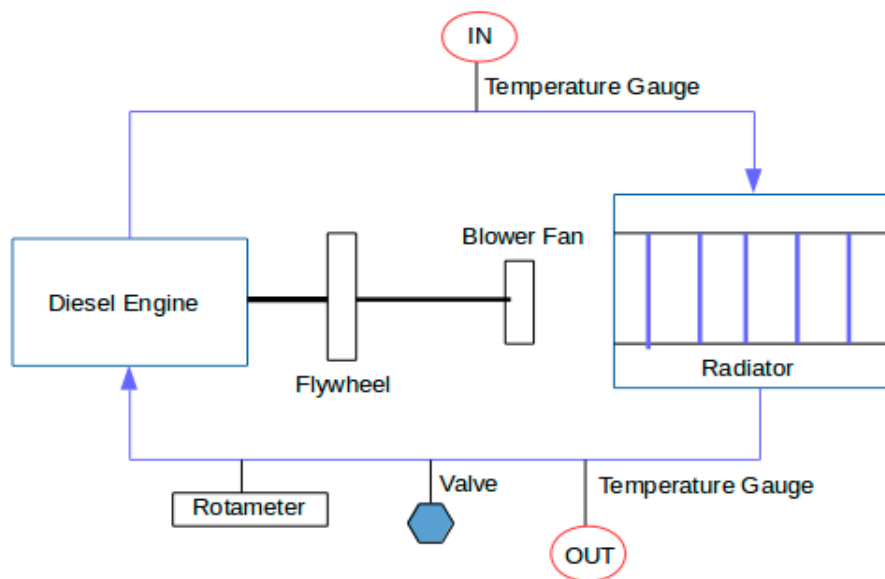 IN
Temperature Gauge
Blower Fan
Diesel Engine
Flywheel
Radiator
Valve
Temperature Gauge
Rotameter
OUT